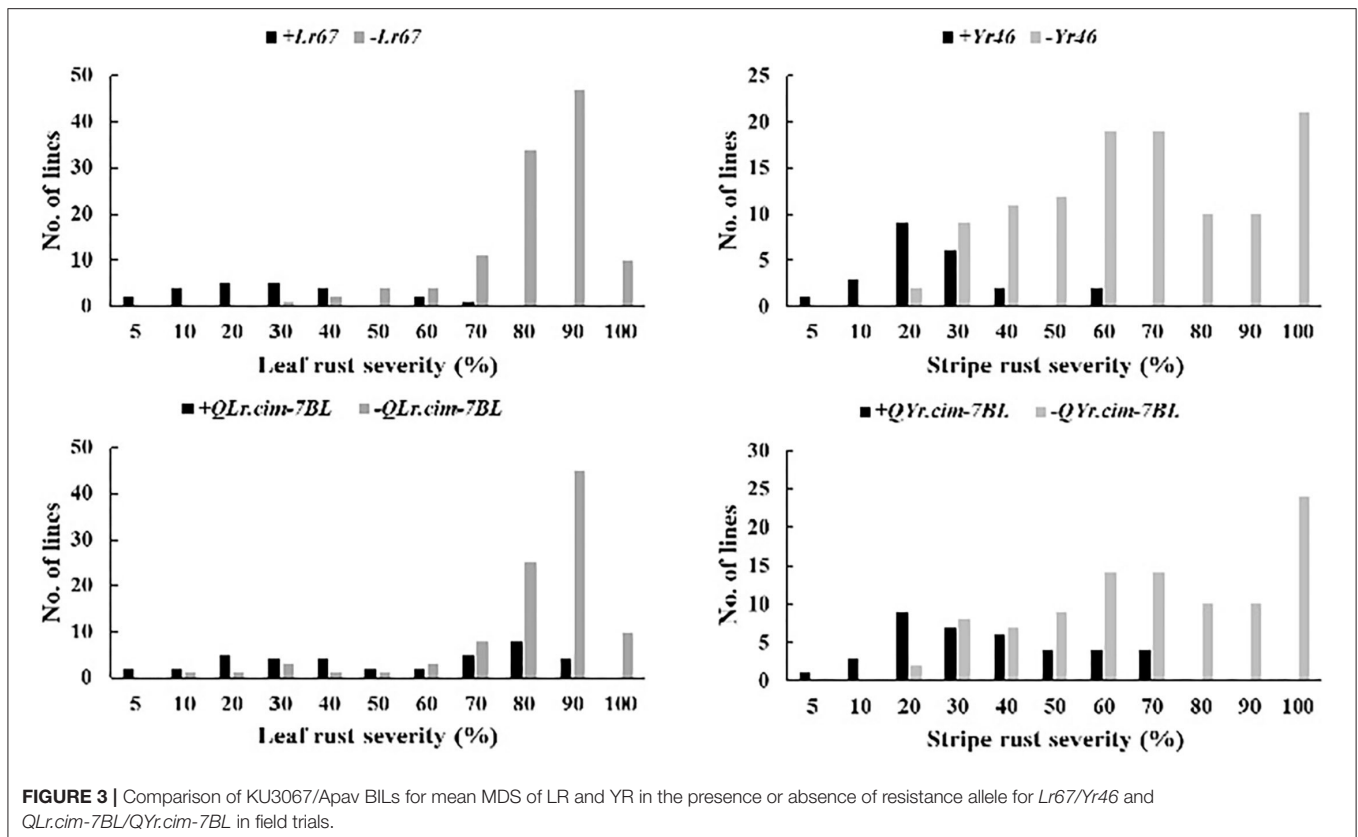 +Lr67 -Lr67
No. of lines
50
40
30
20
10
0
5 10 20 30 40 50 60 70 80 90 100
Leaf rust severity (%)
+Yr46 -Yr46
No. of lines
25
20
15
10
5
0
5 10 20 30 40 50 60 70 80 90 100
Stripe rust severity (%)
+QLr.cim-7BL -QLr.cim-7BL
No. of lines
50
40
30
20
10
0
5 10 20 30 40 50 60 70 80 90 100
Leaf rust severity (%)
+QYr.cim-7BL -QYr.cim-7BL
No. of lines
30
25
20
15
10
5
0
5 10 20 30 40 50 60 70 80 90 100
Stripe rust severity (%)
FIGURE 3 | Comparison of KU3067/Apav BILs for mean MDS of LR and YR in the presence or absence of resistance allele for Lr67/Yr46 and
QLr.cim-7BL/QYr.cim-7BL in field trials.